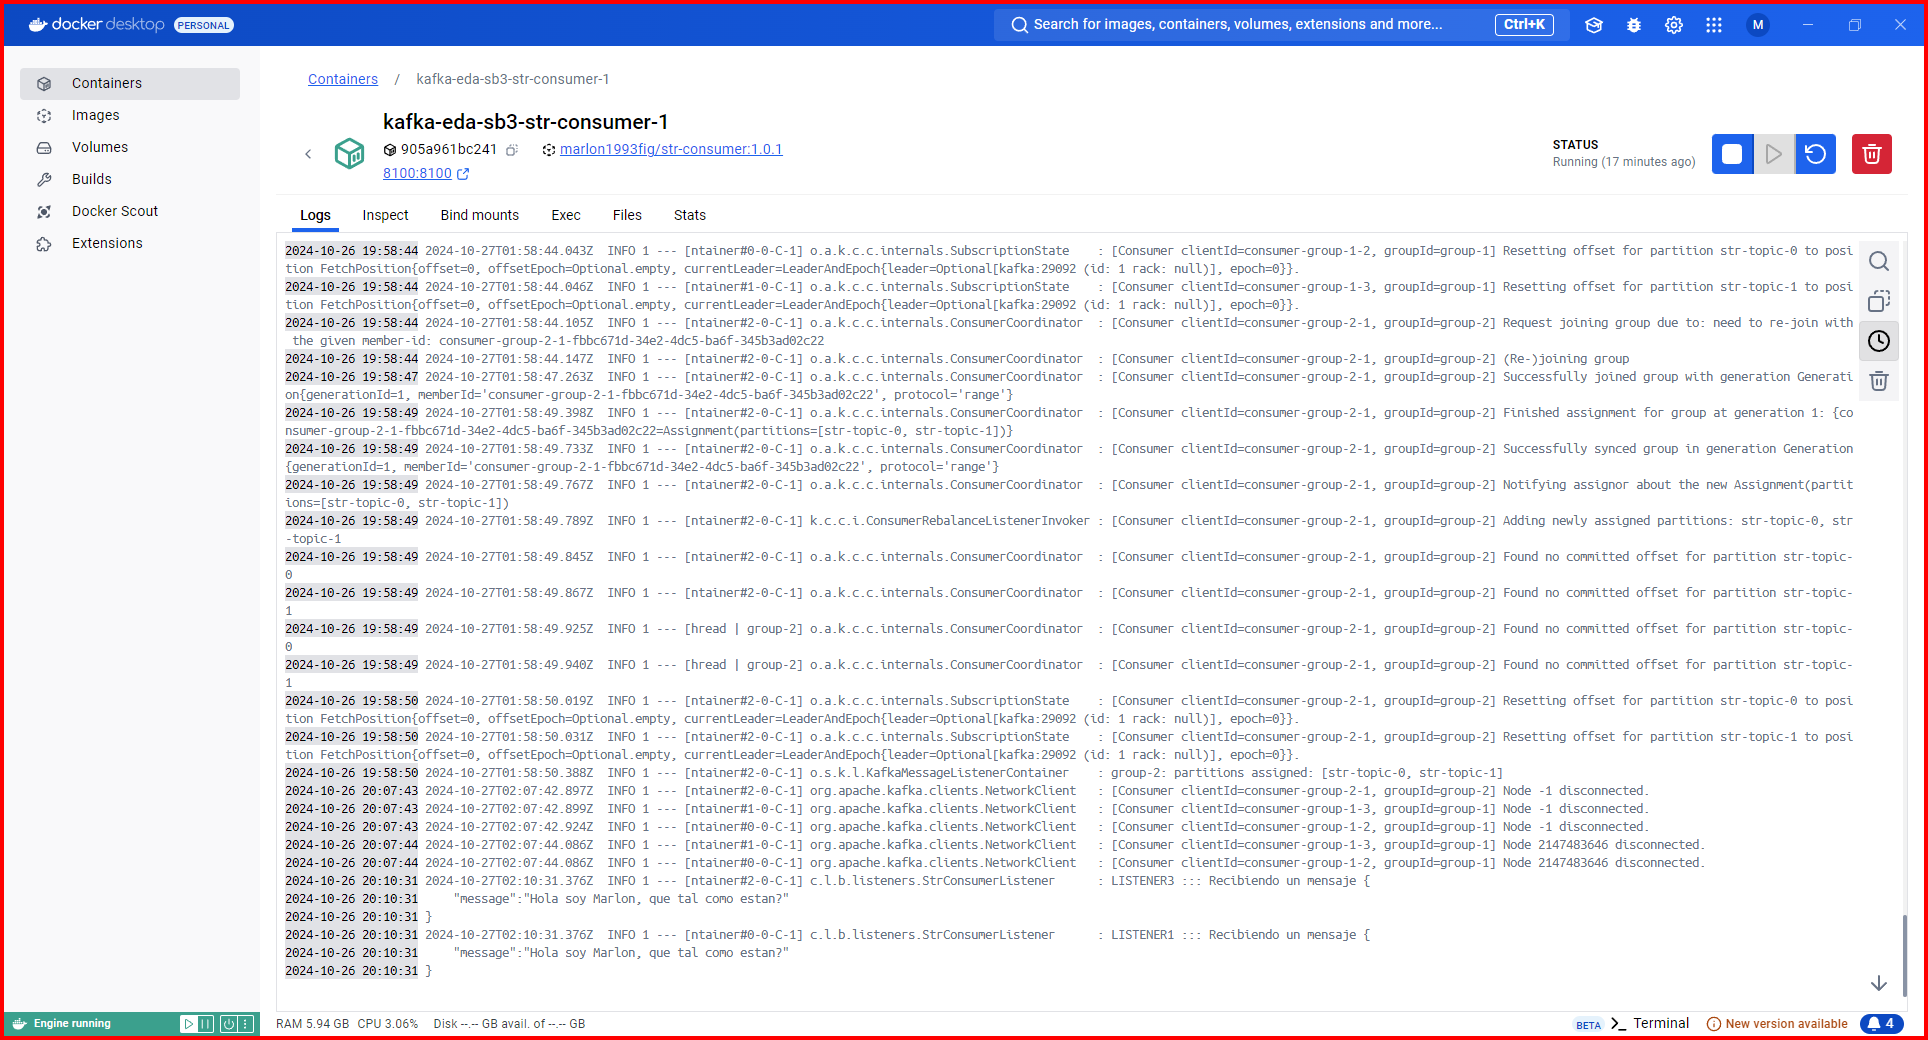 docker desktop PERSONAL
Search for images, containers, volumes, extensions and more... Ctrl+K
M
Containers
Images
Volumes
Builds
Docker Scout
Extensions
Containers / kafka-eda-sb3-str-consumer-1
kafka-eda-sb3-str-consumer-1
905a961bc241 marlon1993fig/str-consumer:1.0.1
8100:8100
STATUS
Running (17 minutes ago)
Logs Inspect Bind mounts Exec Files Stats
2024-10-26 19:58:44 2024-10-27T01:58:44.043Z  INFO 1 --- [ntainer#0-0-C-1] o.a.k.c.c.internals.SubscriptionState    : [Consumer clientId=consumer-group-1-2, groupId=group-1] Resetting offset for partition str-topic-0 to posi
tion FetchPosition{offset=0, offsetEpoch=Optional.empty, currentLeader=LeaderAndEpoch{leader=Optional[kafka:29092 (id: 1 rack: null)], epoch=0}}.
2024-10-26 19:58:44 2024-10-27T01:58:44.046Z  INFO 1 --- [ntainer#1-0-C-1] o.a.k.c.c.internals.SubscriptionState    : [Consumer clientId=consumer-group-1-3, groupId=group-1] Resetting offset for partition str-topic-1 to posi
tion FetchPosition{offset=0, offsetEpoch=Optional.empty, currentLeader=LeaderAndEpoch{leader=Optional[kafka:29092 (id: 1 rack: null)], epoch=0}}.
2024-10-26 19:58:44 2024-10-27T01:58:44.105Z  INFO 1 --- [ntainer#2-0-C-1] o.a.k.c.c.internals.ConsumerCoordinator  : [Consumer clientId=consumer-group-2-1, groupId=group-2] Request joining group due to: need to re-join with
the given member-id: consumer-group-2-1-fbbc671d-34e2-4dc5-ba6f-345b3ad02c22
2024-10-26 19:58:44 2024-10-27T01:58:44.147Z  INFO 1 --- [ntainer#2-0-C-1] o.a.k.c.c.internals.ConsumerCoordinator  : [Consumer clientId=consumer-group-2-1, groupId=group-2] (Re-)joining group
2024-10-26 19:58:47 2024-10-27T01:58:47.263Z  INFO 1 --- [ntainer#2-0-C-1] o.a.k.c.c.internals.ConsumerCoordinator  : [Consumer clientId=consumer-group-2-1, groupId=group-2] Successfully joined group with generation Generati
on{generationId=1, memberId='consumer-group-2-1-fbbc671d-34e2-4dc5-ba6f-345b3ad02c22', protocol='range'}
2024-10-26 19:58:49 2024-10-27T01:58:49.398Z  INFO 1 --- [ntainer#2-0-C-1] o.a.k.c.c.internals.ConsumerCoordinator  : [Consumer clientId=consumer-group-2-1, groupId=group-2] Finished assignment for group at generation 1: {co
nsumer-group-2-1-fbbc671d-34e2-4dc5-ba6f-345b3ad02c22=Assignment(partitions=[str-topic-0, str-topic-1])}
2024-10-26 19:58:49 2024-10-27T01:58:49.733Z  INFO 1 --- [ntainer#2-0-C-1] o.a.k.c.c.internals.ConsumerCoordinator  : [Consumer clientId=consumer-group-2-1, groupId=group-2] Successfully synced group in generation Generation
{generationId=1, memberId='consumer-group-2-1-fbbc671d-34e2-4dc5-ba6f-345b3ad02c22', protocol='range'}
2024-10-26 19:58:49 2024-10-27T01:58:49.767Z  INFO 1 --- [ntainer#2-0-C-1] o.a.k.c.c.internals.ConsumerCoordinator  : [Consumer clientId=consumer-group-2-1, groupId=group-2] Notifying assignor about the new Assignment(partit
ions=[str-topic-0, str-topic-1])
2024-10-26 19:58:49 2024-10-27T01:58:49.789Z  INFO 1 --- [ntainer#2-0-C-1] k.c.c.i.ConsumerRebalanceListenerInvoker : [Consumer clientId=consumer-group-2-1, groupId=group-2] Adding newly assigned partitions: str-topic-0, str
-topic-1
2024-10-26 19:58:49 2024-10-27T01:58:49.845Z  INFO 1 --- [ntainer#2-0-C-1] o.a.k.c.c.internals.ConsumerCoordinator  : [Consumer clientId=consumer-group-2-1, groupId=group-2] Found no committed offset for partition str-topic-
0
2024-10-26 19:58:49 2024-10-27T01:58:49.867Z  INFO 1 --- [ntainer#2-0-C-1] o.a.k.c.c.internals.ConsumerCoordinator  : [Consumer clientId=consumer-group-2-1, groupId=group-2] Found no committed offset for partition str-topic-
1
2024-10-26 19:58:49 2024-10-27T01:58:49.925Z  INFO 1 --- [hread | group-2] o.a.k.c.c.internals.ConsumerCoordinator  : [Consumer clientId=consumer-group-2-1, groupId=group-2] Found no committed offset for partition str-topic-
0
2024-10-26 19:58:49 2024-10-27T01:58:49.940Z  INFO 1 --- [hread | group-2] o.a.k.c.c.internals.ConsumerCoordinator  : [Consumer clientId=consumer-group-2-1, groupId=group-2] Found no committed offset for partition str-topic-
1
2024-10-26 19:58:50 2024-10-27T01:58:50.019Z  INFO 1 --- [ntainer#2-0-C-1] o.a.k.c.c.internals.SubscriptionState    : [Consumer clientId=consumer-group-2-1, groupId=group-2] Resetting offset for partition str-topic-0 to posi
tion FetchPosition{offset=0, offsetEpoch=Optional.empty, currentLeader=LeaderAndEpoch{leader=Optional[kafka:29092 (id: 1 rack: null)], epoch=0}}.
2024-10-26 19:58:50 2024-10-27T01:58:50.031Z  INFO 1 --- [ntainer#2-0-C-1] o.a.k.c.c.internals.SubscriptionState    : [Consumer clientId=consumer-group-2-1, groupId=group-2] Resetting offset for partition str-topic-1 to posi
tion FetchPosition{offset=0, offsetEpoch=Optional.empty, currentLeader=LeaderAndEpoch{leader=Optional[kafka:29092 (id: 1 rack: null)], epoch=0}}.
2024-10-26 19:58:50 2024-10-27T01:58:50.388Z  INFO 1 --- [ntainer#2-0-C-1] o.s.k.l.KafkaMessageListenerContainer    : group-2: partitions assigned: [str-topic-0, str-topic-1]
2024-10-26 20:07:43 2024-10-27T02:07:42.897Z  INFO 1 --- [ntainer#2-0-C-1] org.apache.kafka.clients.NetworkClient   : [Consumer clientId=consumer-group-2-1, groupId=group-2] Node -1 disconnected.
2024-10-26 20:07:43 2024-10-27T02:07:42.899Z  INFO 1 --- [ntainer#1-0-C-1] org.apache.kafka.clients.NetworkClient   : [Consumer clientId=consumer-group-1-3, groupId=group-1] Node -1 disconnected.
2024-10-26 20:07:43 2024-10-27T02:07:42.924Z  INFO 1 --- [ntainer#0-0-C-1] org.apache.kafka.clients.NetworkClient   : [Consumer clientId=consumer-group-1-2, groupId=group-1] Node -1 disconnected.
2024-10-26 20:07:44 2024-10-27T02:07:44.086Z  INFO 1 --- [ntainer#1-0-C-1] org.apache.kafka.clients.NetworkClient   : [Consumer clientId=consumer-group-1-3, groupId=group-1] Node 2147483646 disconnected.
2024-10-26 20:07:44 2024-10-27T02:07:44.086Z  INFO 1 --- [ntainer#0-0-C-1] org.apache.kafka.clients.NetworkClient   : [Consumer clientId=consumer-group-1-2, groupId=group-1] Node 2147483646 disconnected.
2024-10-26 20:10:31 2024-10-27T02:10:31.376Z  INFO 1 --- [ntainer#2-0-C-1] c.l.b.listeners.StrConsumerListener      : LISTENER3 ::: Recibiendo un mensaje {
2024-10-26 20:10:31     "message":"Hola soy Marlon, que tal como estan?"
2024-10-26 20:10:31 }
2024-10-26 20:10:31 2024-10-27T02:10:31.376Z  INFO 1 --- [ntainer#0-0-C-1] c.l.b.listeners.StrConsumerListener      : LISTENER1 ::: Recibiendo un mensaje {
2024-10-26 20:10:31     "message":"Hola soy Marlon, que tal como estan?"
2024-10-26 20:10:31 }
Engine running RAM 5.94 GB CPU 3.06% Disk --.-- GB avail. of --.-- GB BETA Terminal New version available 4